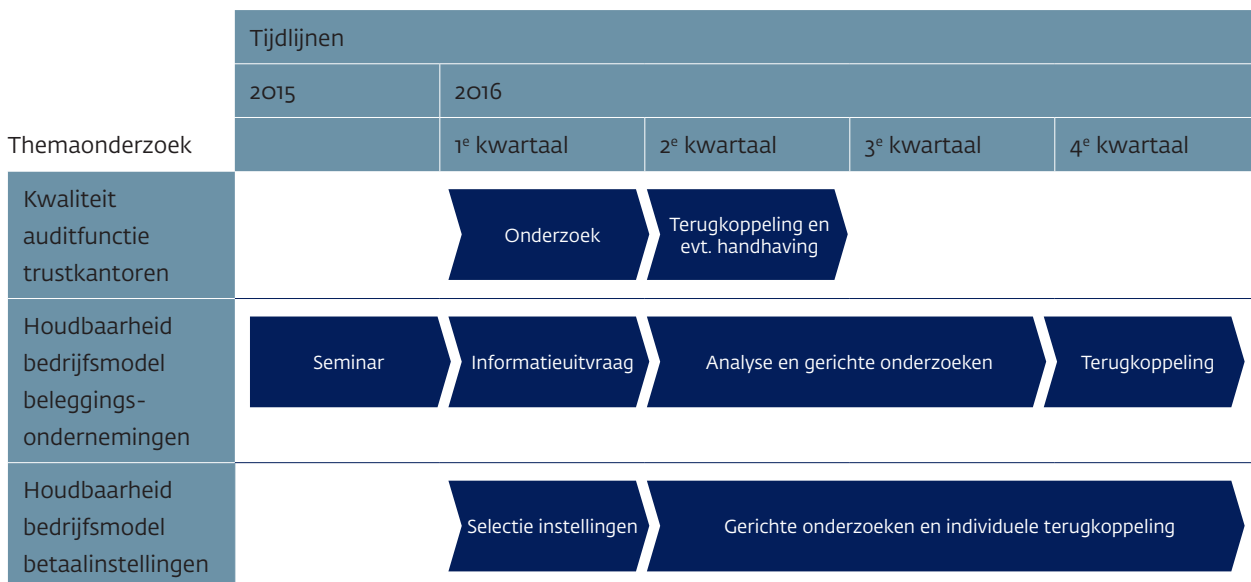 Tijdlijnen
2015 2016
Themaonderzoek 1e kwartaal 2e kwartaal 3e kwartaal 4e kwartaal
Kwaliteit
auditfunctie
trustkantoren
Onderzoek
Terugkoppeling en
evt. handhaving
Houdbaarheid
bedrijfsmodel
beleggings-
ondernemingen
Seminar
Informatieuitvraag
Analyse en gerichte onderzoeken
Terugkoppeling
Houdbaarheid
bedrijfsmodel
betaalinstellingen
Selectie instellingen
Gerichte onderzoeken en individuele terugkoppeling